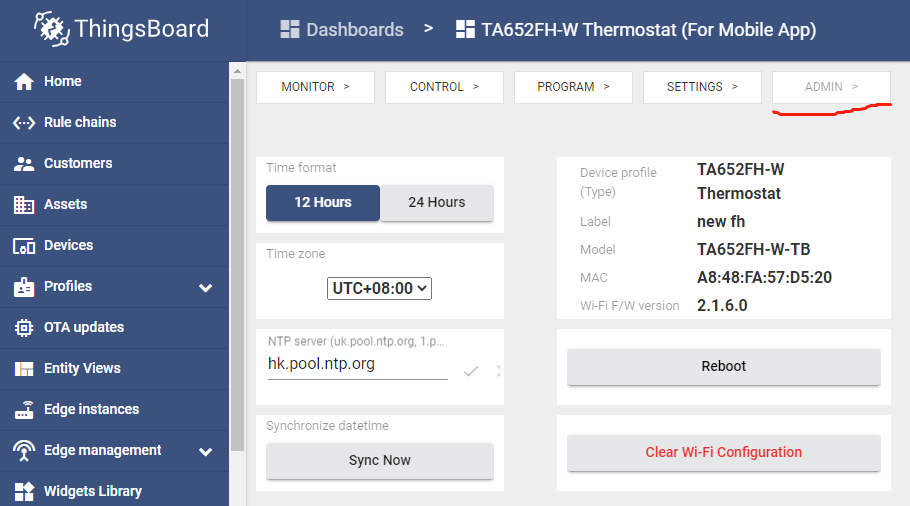 ThingsBoard
Dashboards > TA652FH-W Thermostat (For Mobile App)
Home
Rule chains
Customers
Assets
Devices
Profiles
OTA updates
Entity Views
Edge instances
Edge management
Widgets Library
MONITOR >
CONTROL >
PROGRAM >
SETTINGS >
ADMIN >
Time format
12 Hours
24 Hours
Time zone
UTC+08:00
NTP server (uk.pool.ntp.org, 1.p...
hk.pool.ntp.org
Synchronize datetime
Sync Now
Device profile (Type)
TA652FH-W Thermostat
Label
new fh
Model
TA652FH-W-TB
MAC
A8:48:FA:57:D5:20
Wi-Fi F/W version
2.1.6.0
Reboot
Clear Wi-Fi Configuration